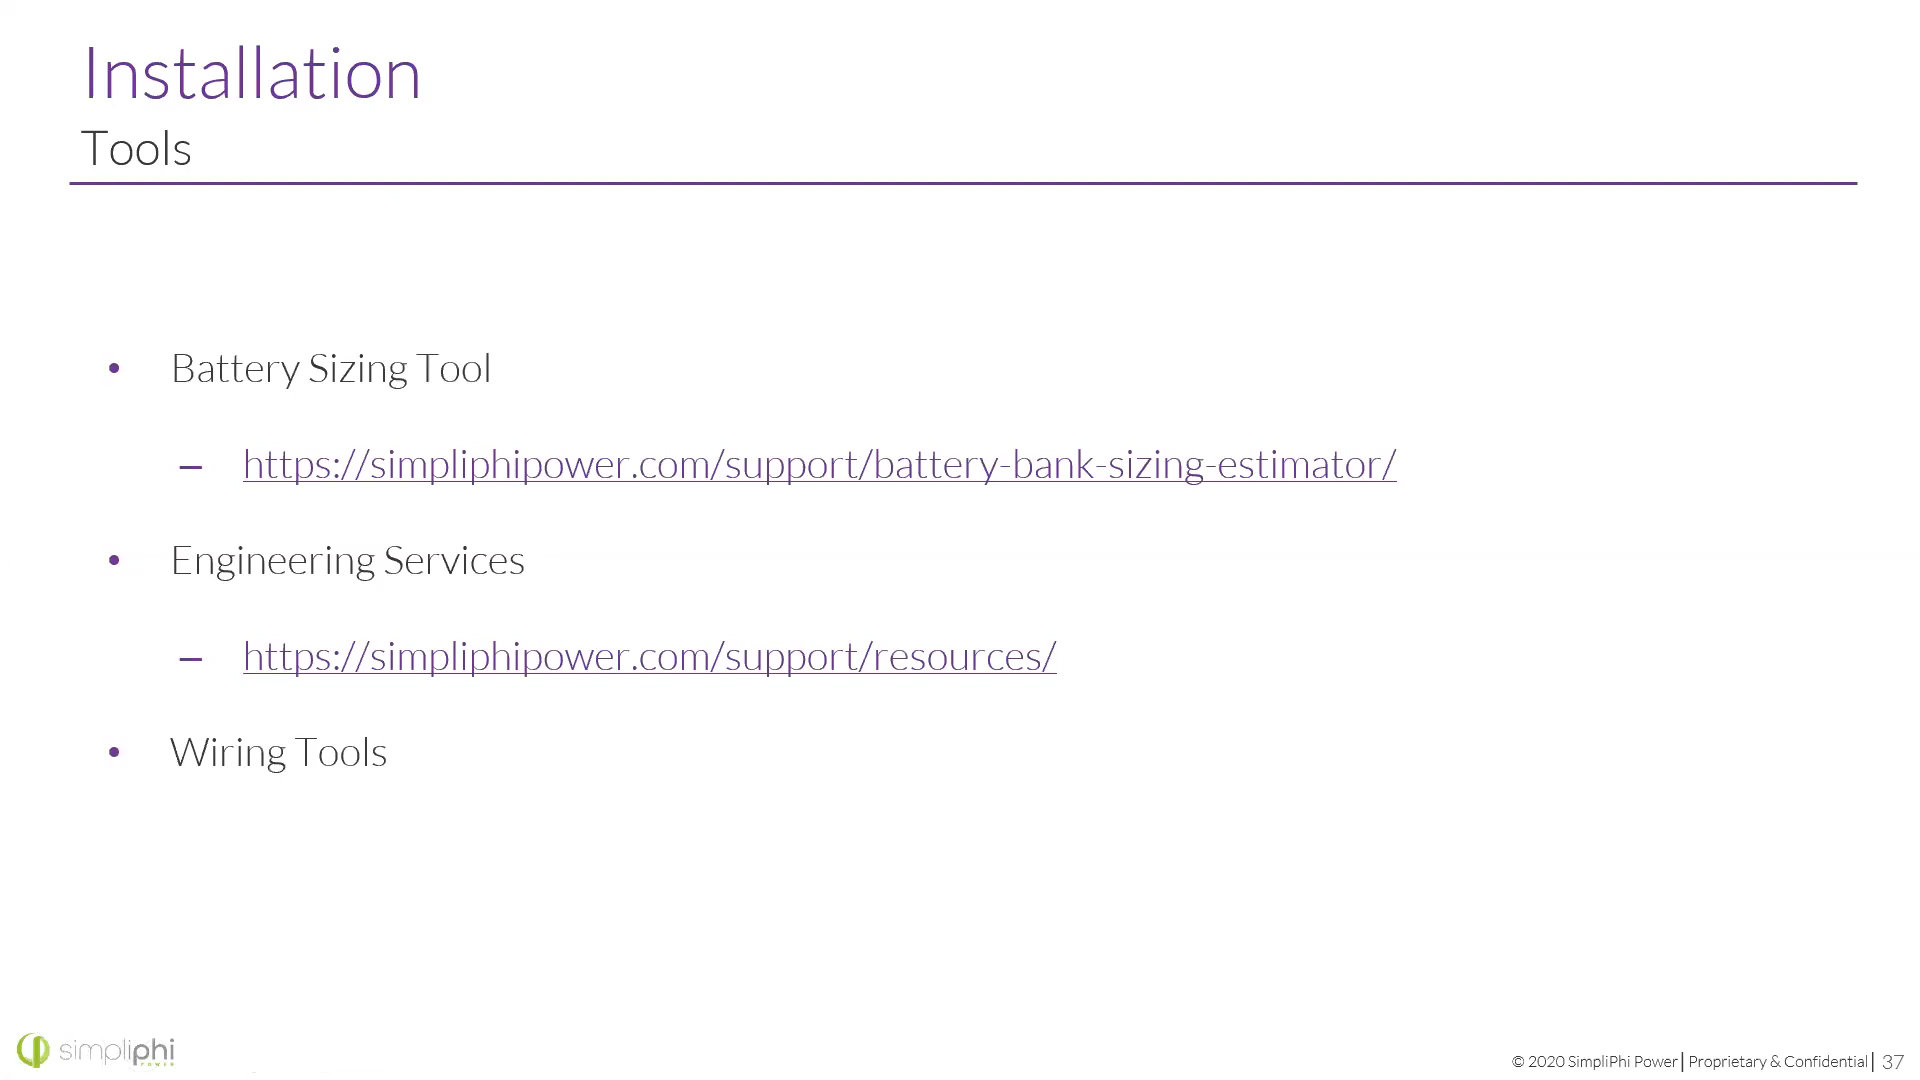 Installation
Tools
• Battery Sizing Tool
– https://simpliphipower.com/support/battery-bank-sizing-estimator/
• Engineering Services
– https://simpliphipower.com/support/resources/
• Wiring Tools
simpliphi
POWER
© 2020 SimpliPhi Power | Proprietary & Confidential | 37